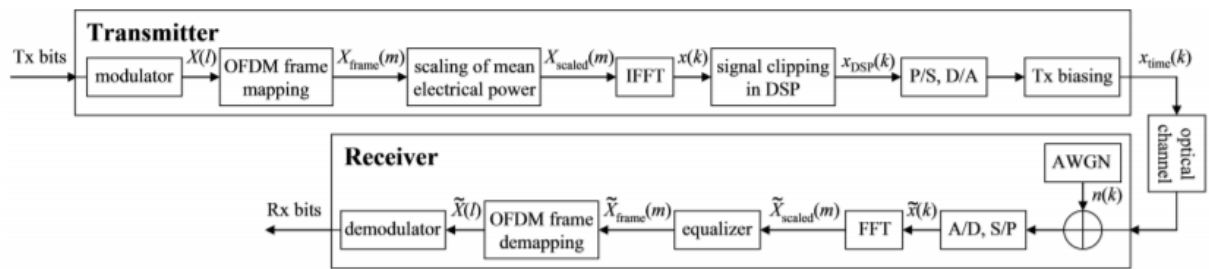 Transmitter
Tx bits
modulator
X(l)
OFDM frame
mapping
X_frame(m)
scaling of mean
electrical power
X_scaled(m)
IFFT
x(k)
signal clipping
in DSP
x_DSP(k)
P/S, D/A
Tx biasing
x_time(k)
optical
channel
Receiver
AWGN
n(k)
Rx bits
demodulator
X̃(l)
OFDM frame
demapping
X̃_frame(m)
equalizer
X̃_scaled(m)
FFT
x̃(k)
A/D, S/P